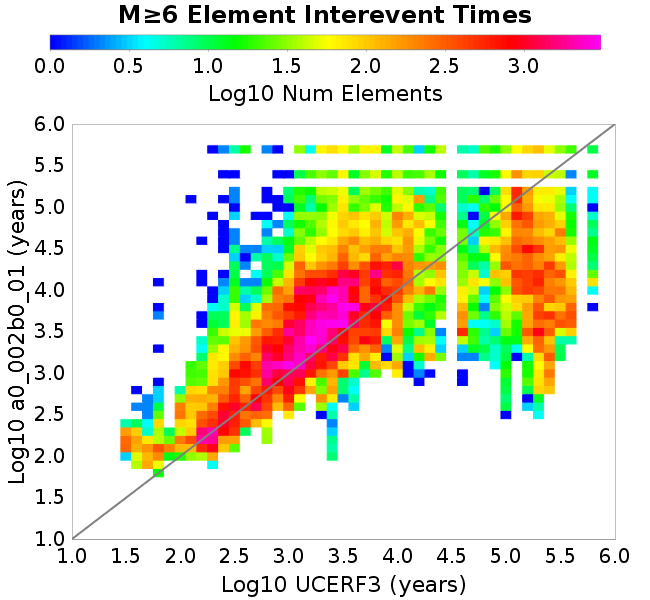 M≥6 Element Interevent Times
0.0 0.5 1.0 1.5 2.0 2.5 3.0
Log10 Num Elements
6.0
5.5
5.0
4.5
4.0
3.5
3.0
2.5
2.0
1.5
1.0
Log10 a0_002b0_01 (years)
1.0 1.5 2.0 2.5 3.0 3.5 4.0 4.5 5.0 5.5 6.0
Log10 UCERF3 (years)